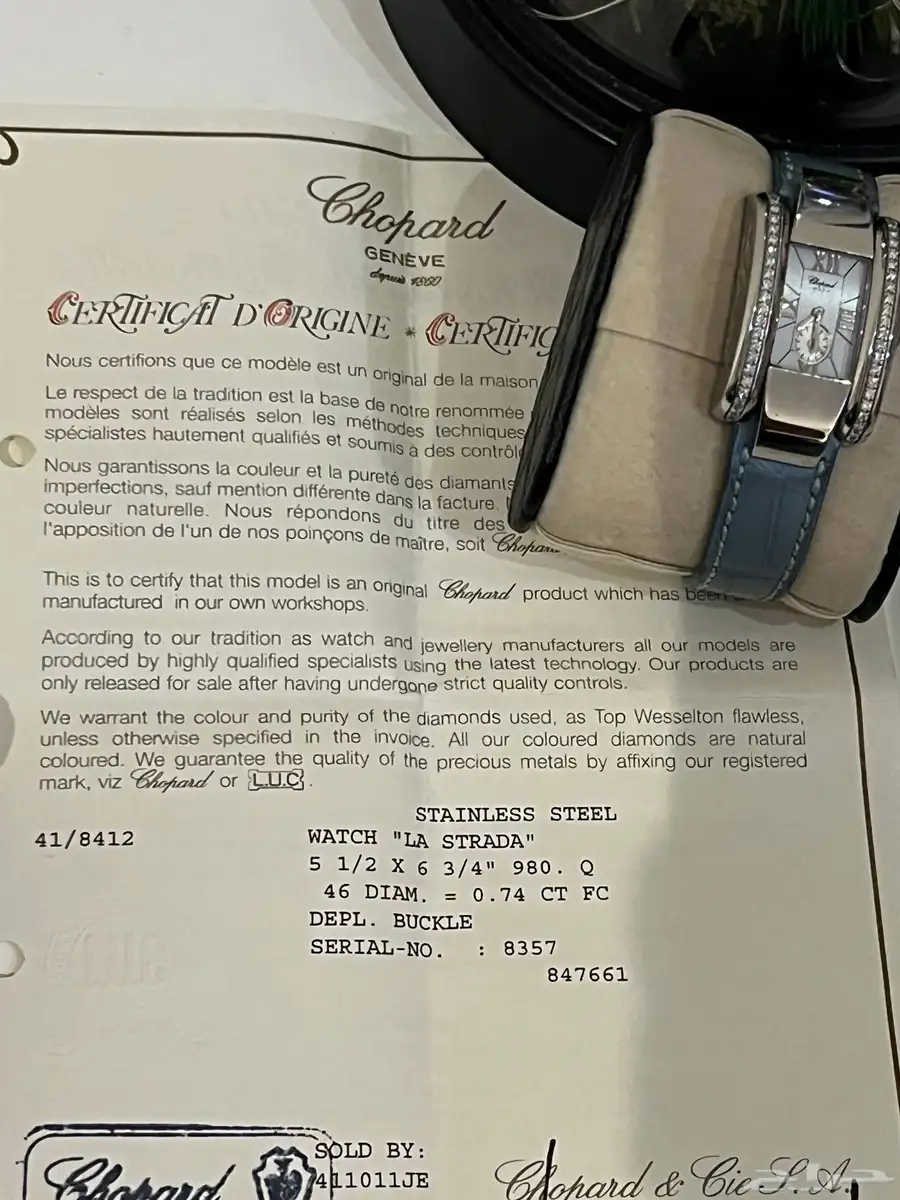 Chopard
GENÈVE
depuis 1860
CERTIFICAT D'ORIGINE * CERTIFIC
Nous certifions que ce modèle est un original de la maison
Le respect de la tradition est la base de notre renommée
modèles sont réalisés selon les méthodes techniques
spécialistes hautement qualifiés et soumis à des contrôl
Nous garantissons la couleur et la pureté des diamants
imperfections, sauf mention différente dans la facture.
couleur naturelle. Nous répondons du titre des
l'apposition de l'un de nos poinçons de maître, soit Chopard
This is to certify that this model is an original Chopard product which has been
manufactured in our own workshops.
According to our tradition as watch and jewellery manufacturers all our models are
produced by highly qualified specialists using the latest technology. Our products are
only released for sale after having undergone strict quality controls.
We warrant the colour and purity of the diamonds used, as Top Wesselton flawless,
unless otherwise specified in the invoice. All our coloured diamonds are natural
coloured. We guarantee the quality of the precious metals by affixing our registered
mark, viz Chopard or L.U.C.
STAINLESS STEEL
41/8412 WATCH "LA STRADA"
5 1/2 X 6 3/4" 980. Q
46 DIAM. = 0.74 CT FC
DEPL. BUCKLE
SERIAL-NO. : 8357
847661
SOLD BY:
411011JE
Chopard
Chopard & Cie S.A.
Chopard
XII
III